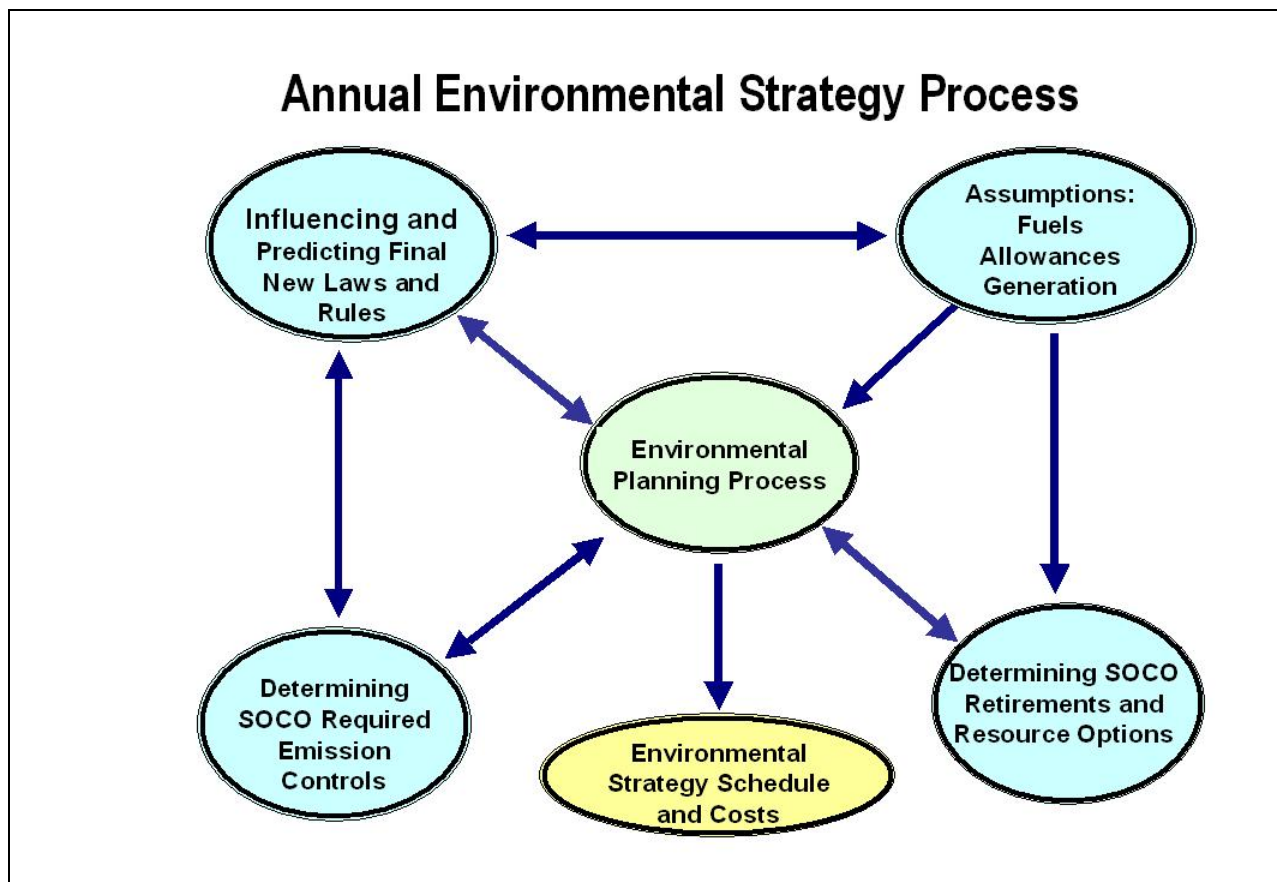 Annual Environmental Strategy Process
Influencing and
Predicting Final
New Laws and
Rules
Assumptions:
Fuels
Allowances
Generation
Environmental
Planning Process
Determining
SOCO Required
Emission
Controls
Environmental
Strategy Schedule
and Costs
Determining SOCO
Retirements and
Resource Options